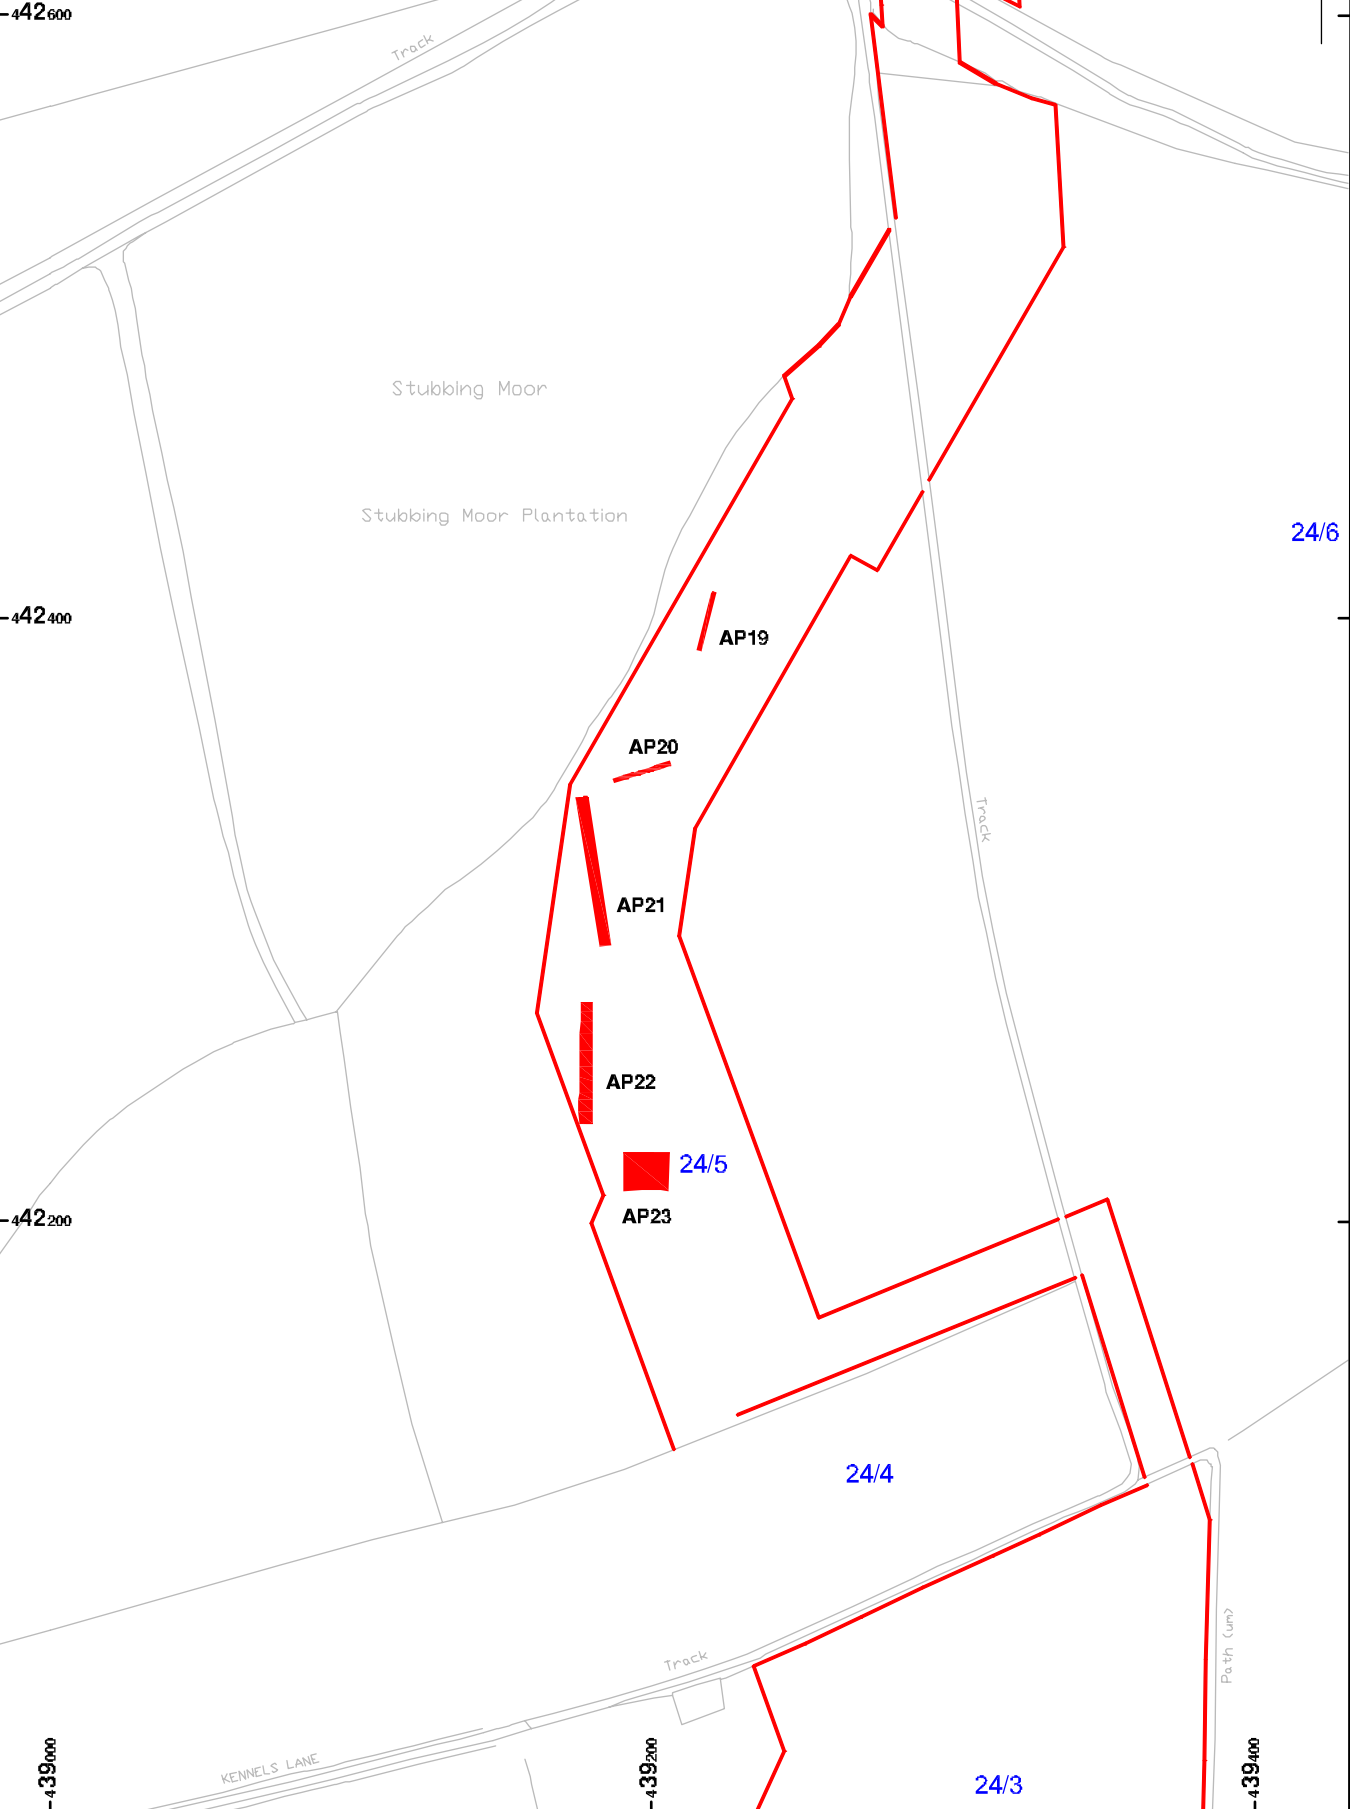 442600
Track
Stubbing Moor
Stubbing Moor Plantation
24/6
442400
AP19
AP20
Track
AP21
AP22
24/5
AP23
442200
24/4
Track
Path (um)
KENNELS LANE
439000
439200
439400
24/3